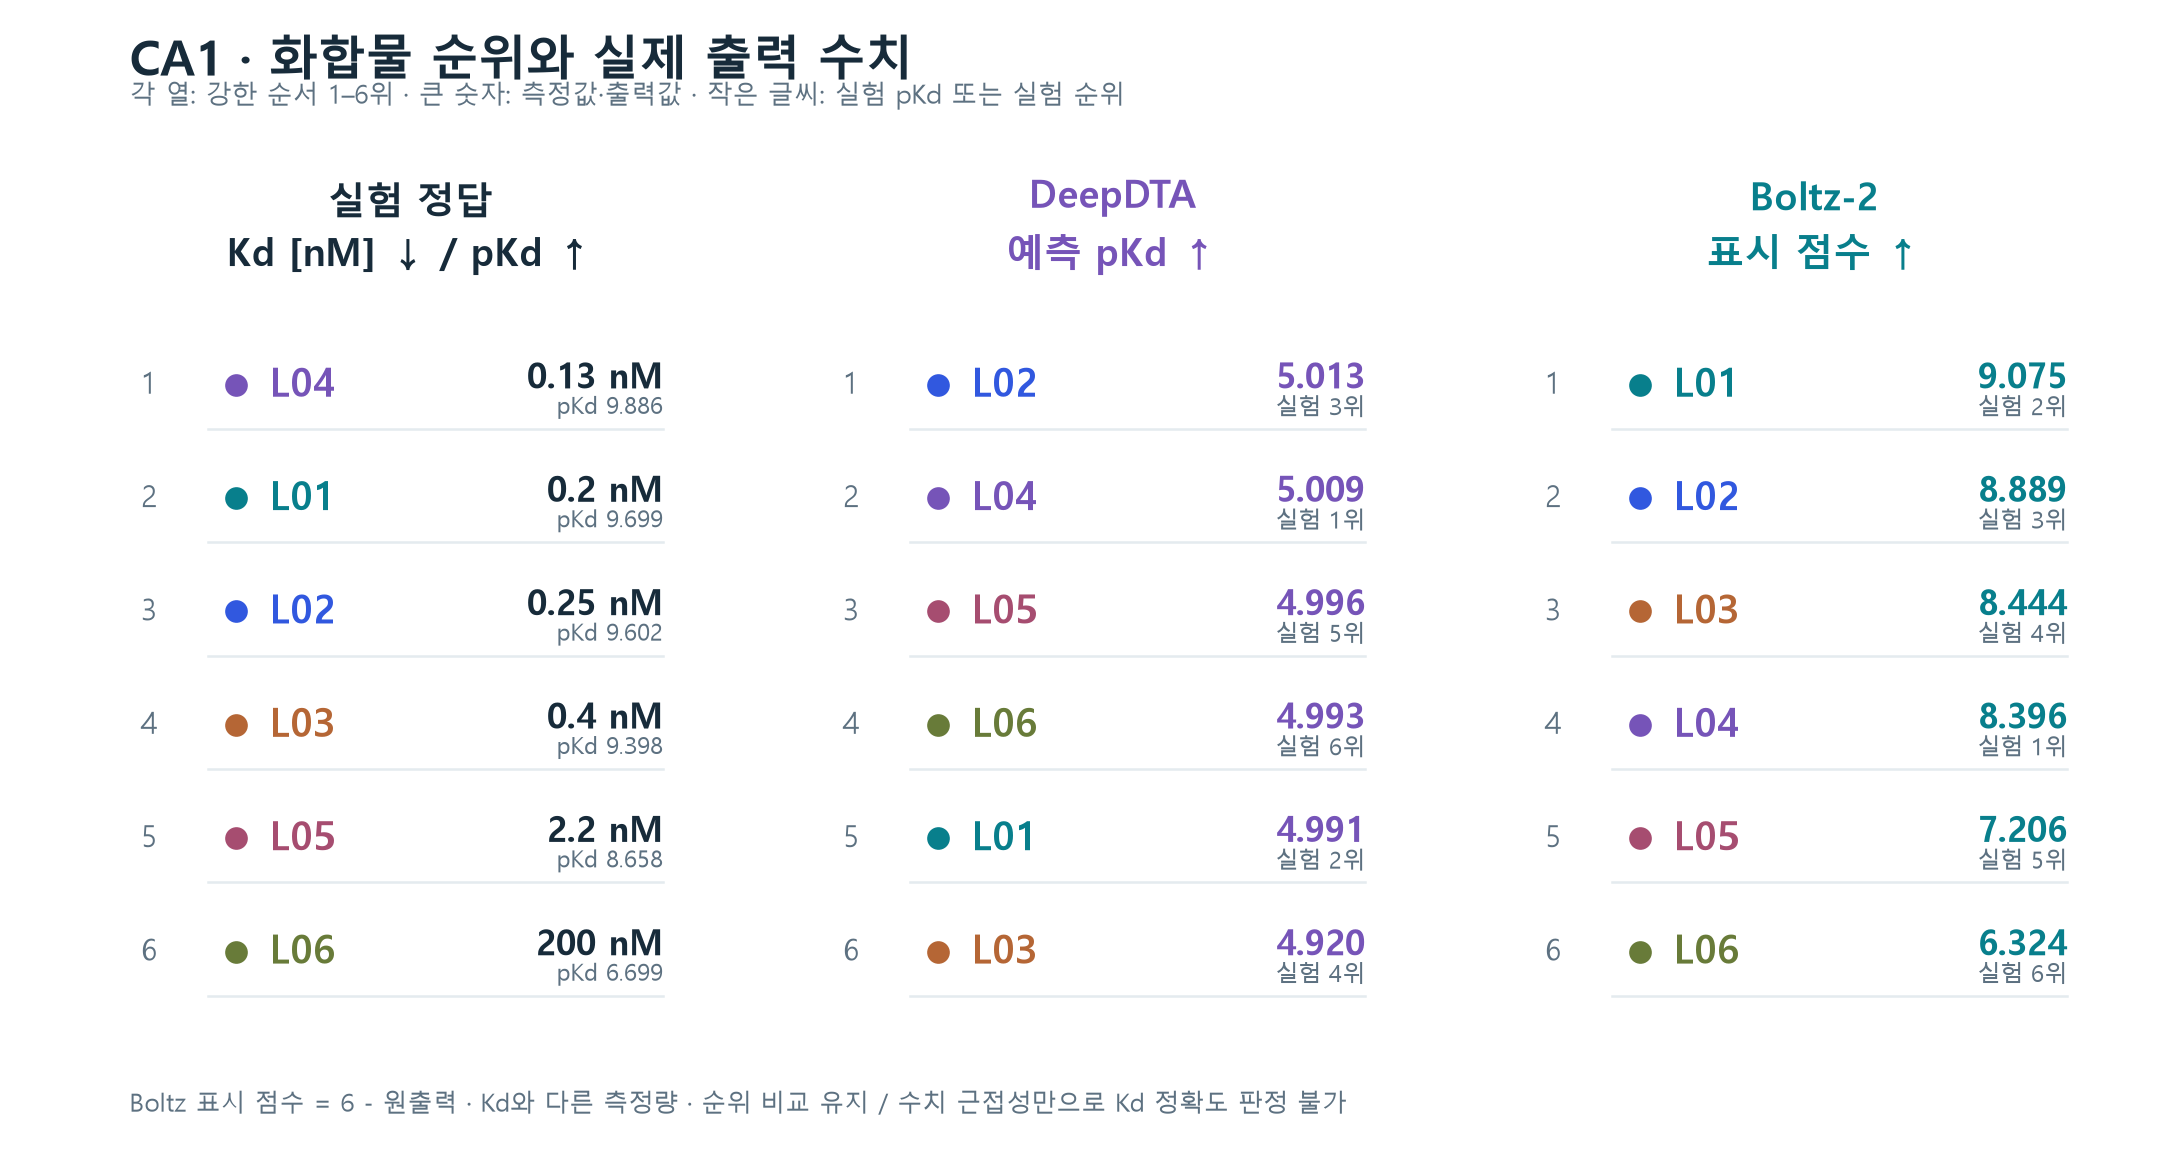 CA1 · 화합물 순위와 실제 출력 수치
각 열: 강한 순서 1–6위 · 큰 숫자: 측정값·출력값 · 작은 글씨: 실험 pKd 또는 실험 순위
실험 정답
Kd [nM] ↓ / pKd ↑
1 L04 0.13 nM
pKd 9.886
2 L01 0.2 nM
pKd 9.699
3 L02 0.25 nM
pKd 9.602
4 L03 0.4 nM
pKd 9.398
5 L05 2.2 nM
pKd 8.658
6 L06 200 nM
pKd 6.699
DeepDTA
예측 pKd ↑
1 L02 5.013
실험 3위
2 L04 5.009
실험 1위
3 L05 4.996
실험 5위
4 L06 4.993
실험 6위
5 L01 4.991
실험 2위
6 L03 4.920
실험 4위
Boltz-2
표시 점수 ↑
1 L01 9.075
실험 2위
2 L02 8.889
실험 3위
3 L03 8.444
실험 4위
4 L04 8.396
실험 1위
5 L05 7.206
실험 5위
6 L06 6.324
실험 6위
Boltz 표시 점수 = 6 - 원출력 · Kd와 다른 측정량 · 순위 비교 유지 / 수치 근접성만으로 Kd 정확도 판정 불가